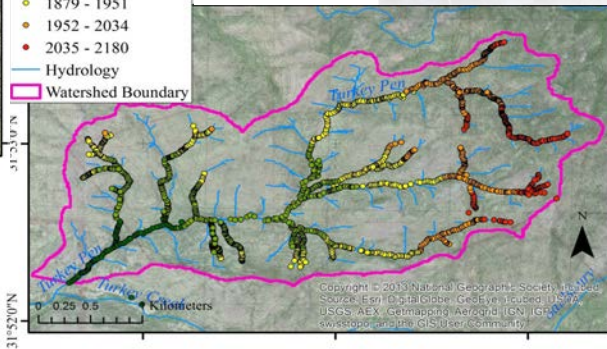 1879 - 1951
1952 - 2034
2035 - 2180
Hydrology
Watershed Boundary
Turkey Pen
31°53'0"N
N
Turkey Pen
Turkey Creek
0 0.25 0.5 1
Kilometers
Copyright © 2013 National Geographic Society, i-cubed
Source: Esri, DigitalGlobe, GeoEye, i-cubed, USDA,
USGS, AEX, Getmapping, Aerogrid, IGN, IGP,
swisstopo, and the GIS User Community
31°52'0"N